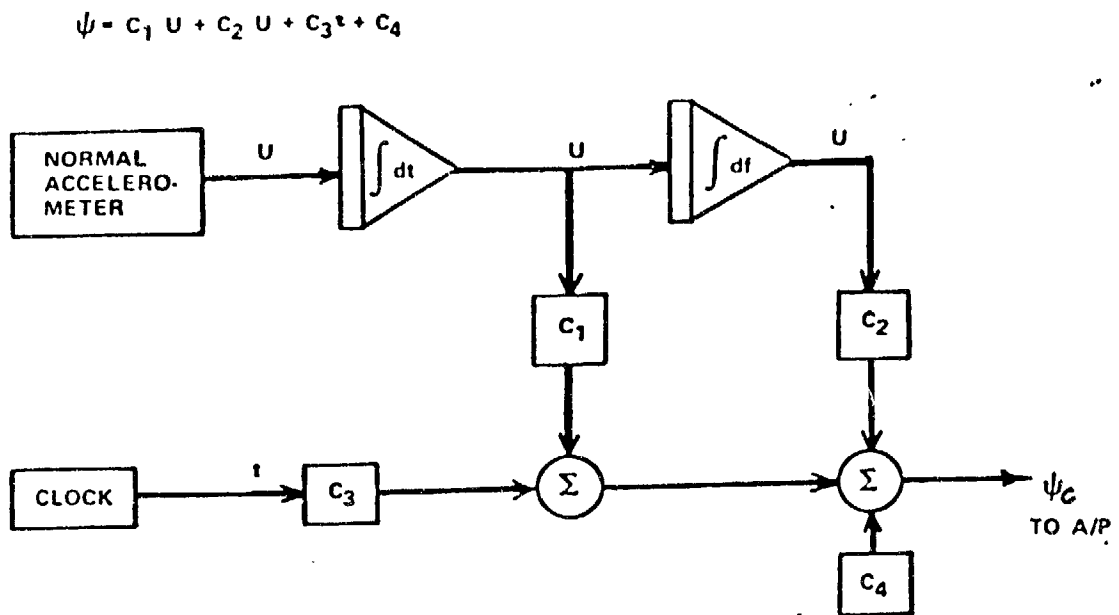 ψ = C₁ U + C₂ U + C₃t + C₄
NORMAL
ACCELERO-
METER
U
∫ dt
U
∫ df
U
C₁
C₂
CLOCK
t
C₃
Σ
Σ
ψc
TO A/P
C₄